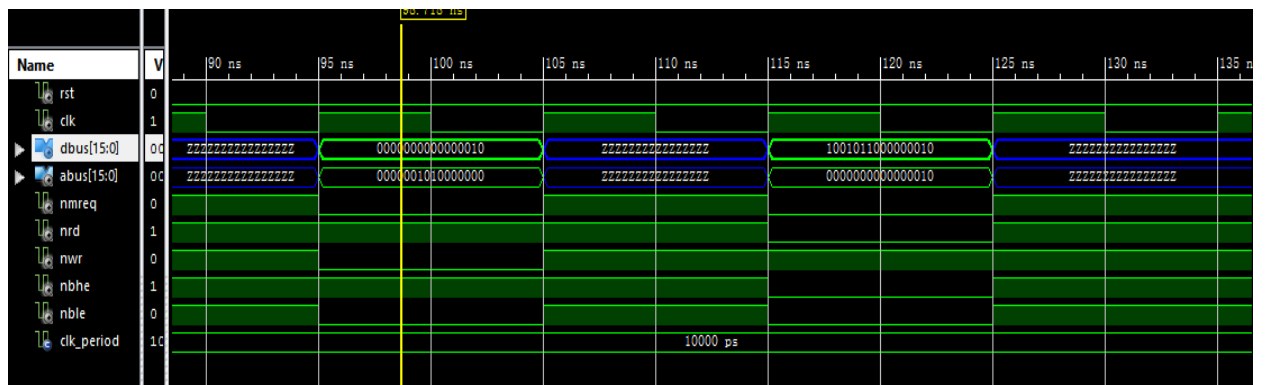 98.718 ns
Name V 90 ns 95 ns 100 ns 105 ns 110 ns 115 ns 120 ns 125 ns 130 ns 135 n
rst 0
clk 1
dbus[15:0] ZZZZZZZZZZZZZZZZ 0000000000000010 ZZZZZZZZZZZZZZZZ 1001011000000010 ZZZZZZZZZZZZZZZZ
abus[15:0] ZZZZZZZZZZZZZZZZ 0000001010000000 ZZZZZZZZZZZZZZZZ 0000000000000010 ZZZZZZZZZZZZZZZZ
nmreq 0
nrd 1
nwr 0
nbhe 1
nble 0
clk_period 10000 ps